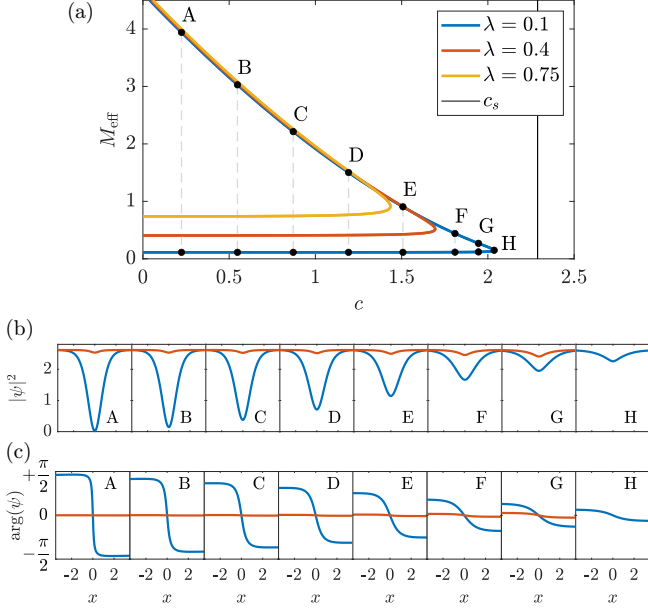 (a)
A
B
C
D
E
F
G
H
λ = 0.1
λ = 0.4
λ = 0.75
c_s
M_eff
4
3
2
1
0
0 0.5 1 1.5 2 2.5
c
(b)
|ψ|²
2
0
A B C D E F G H
(c)
arg(ψ)
+π/2
0
−π/2
A B C D E F G H
-2 0 2 -2 0 2 -2 0 2 -2 0 2 -2 0 2 -2 0 2 -2 0 2 -2 0 2
x x x x x x x x